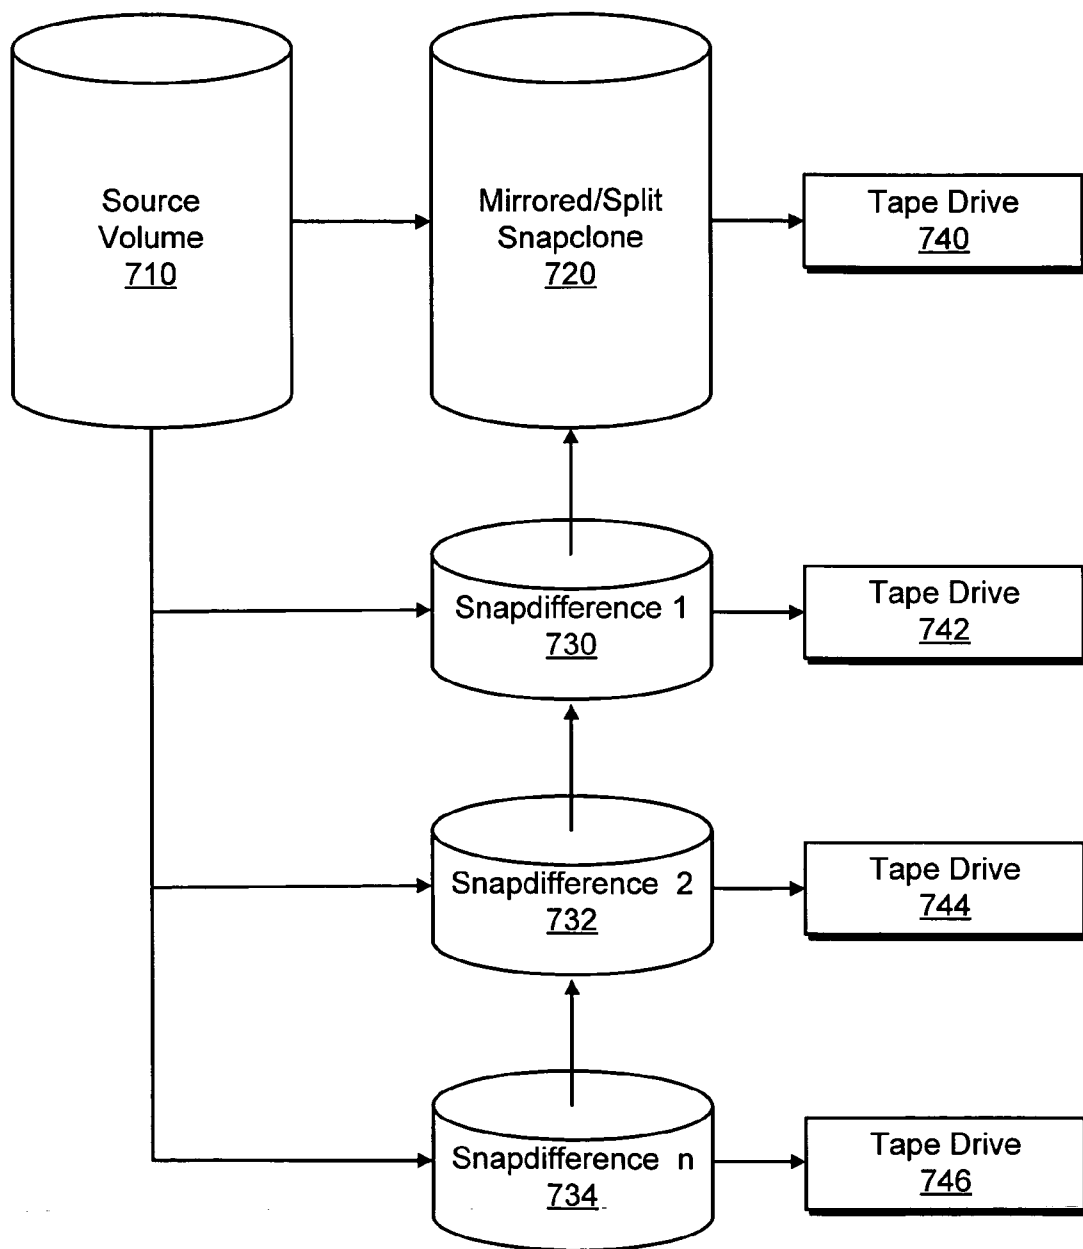 Source
Volume
710
Mirrored/Split
Snapclone
720
Tape Drive
740
Snapdifference 1
730
Tape Drive
742
Snapdifference 2
732
Tape Drive
744
Snapdifference n
734
Tape Drive
746